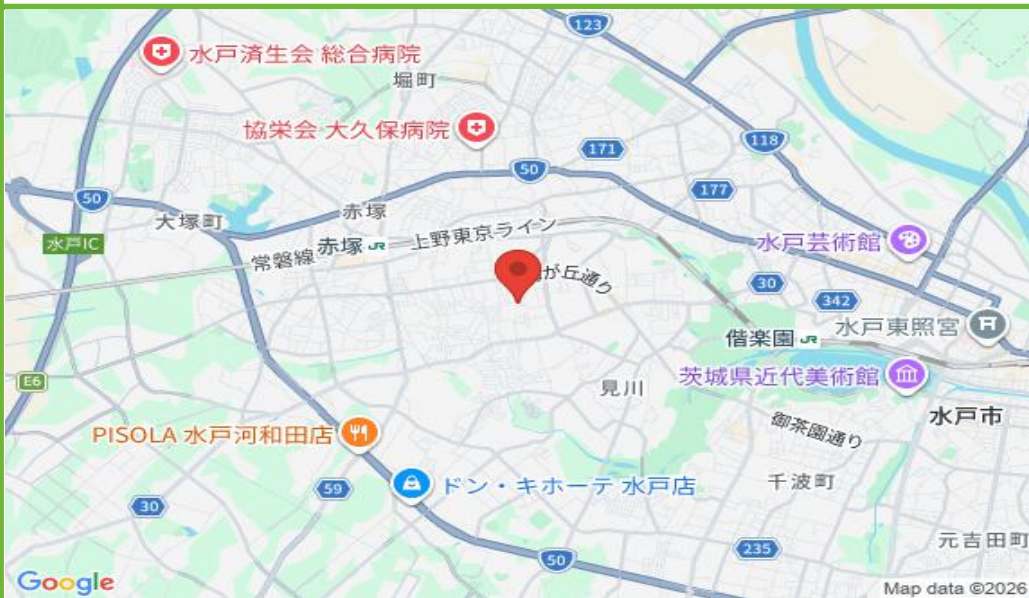 123
水戸済生会 総合病院
堀町
協栄会 大久保病院
118
171
50
177
50
赤塚
大塚町
水戸IC
上野東京ライン
水戸芸術館
赤塚 JR
常磐線
が丘通り
30
342
水戸東照宮
偕楽園 JR
E6
茨城県近代美術館
見川
水戸市
PISOLA 水戸河和田店
御茶園通り
ドン・キホーテ 水戸店
千波町
59
30
235
元吉田町
50
Google
Map data ©2026